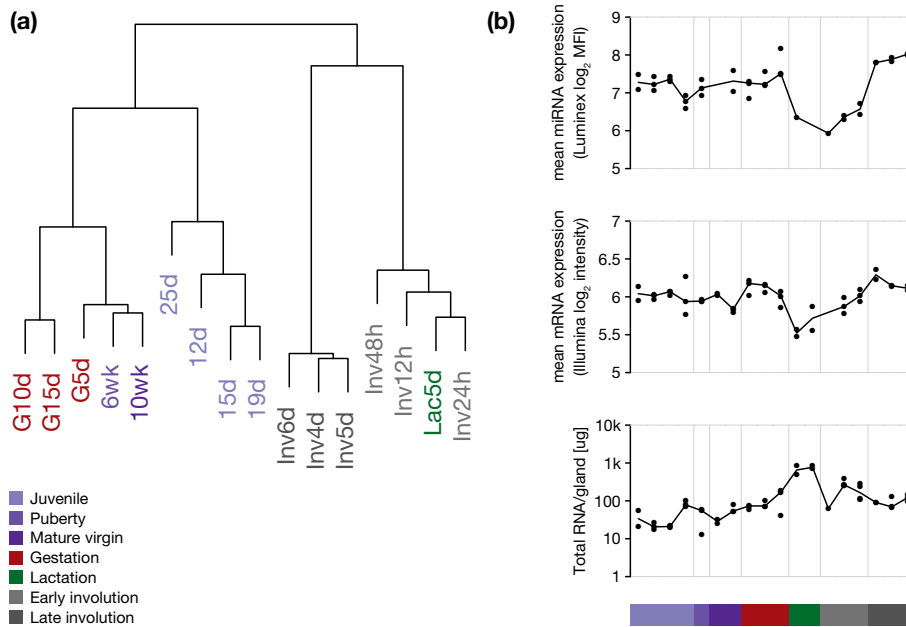 (a)
G10d
G15d
G5d
6wk
10wk
25d
12d
15d
19d
Inv6d
Inv4d
Inv5d
Inv48h
Inv12h
Lac5d
Inv24h
Juvenile
Puberty
Mature virgin
Gestation
Lactation
Early involution
Late involution
(b)
mean miRNA expression
(Luminex log2 MFI)
9
8
7
6
5
mean mRNA expression
(Illumina log2 intensity)
7
6.5
6
5.5
5
Total RNA/gland [ug]
10k
1k
100
10
1